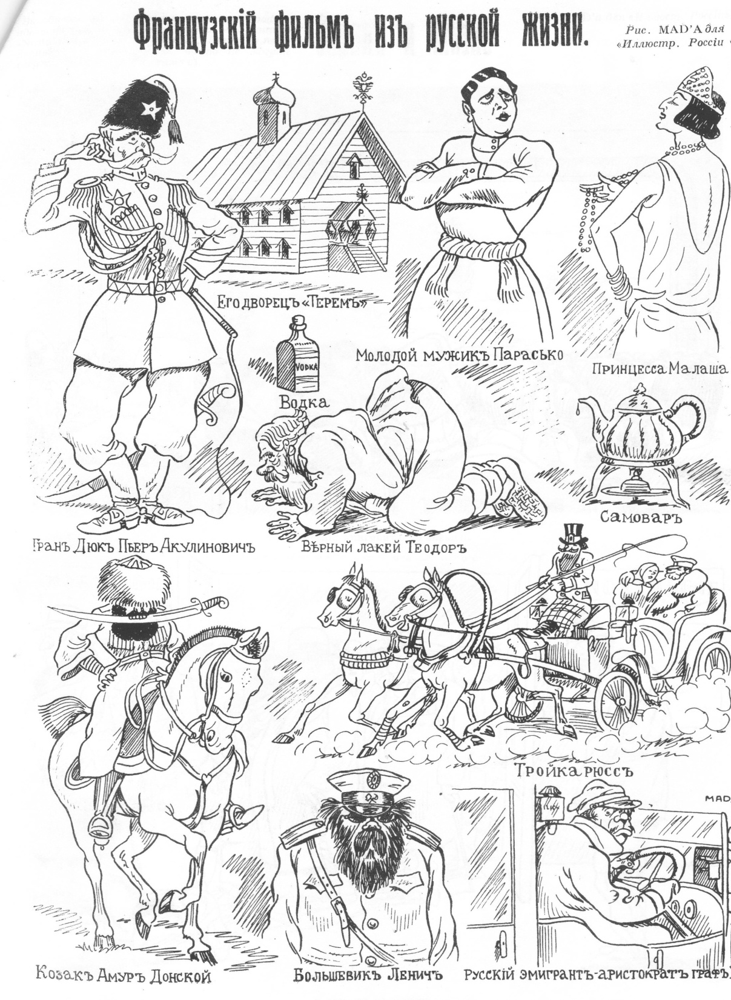 Французскій фильмъ изъ русской жизни.
Рис. MAD'А для
«Иллюстр. Россіи
Р
Его дворецъ «Теремъ»
VODKA
Водка
Молодой мужикъ Парасько
Принцесса Малаша
Самоваръ
Гранъ Дюкъ Пьеръ Акулиновичъ
Вѣрный лакей Теодоръ
Тройка рюссъ
MAD
Козакъ Амуръ Донской
Большевикъ Леничъ
Русскій эмигрантъ-аристократъ графъ